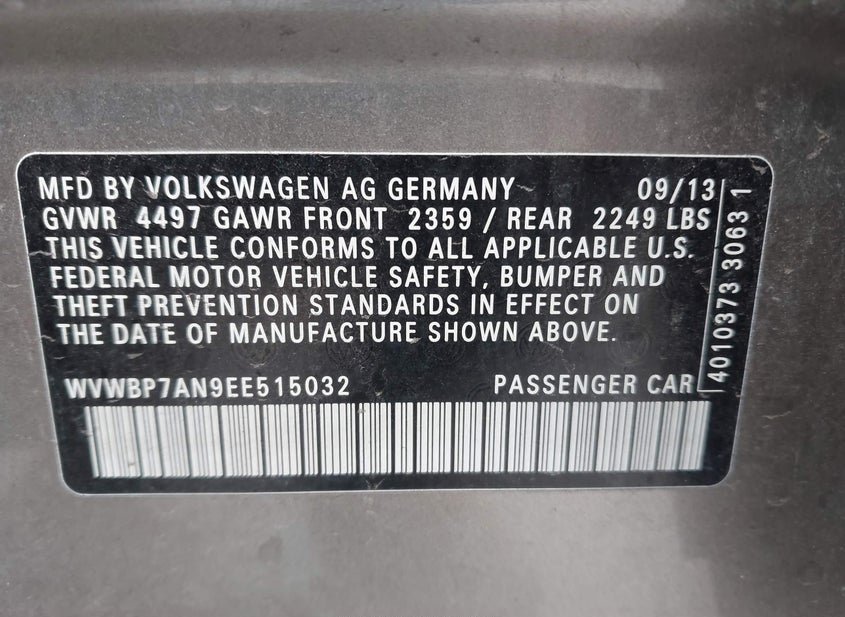 MFD BY VOLKSWAGEN AG GERMANY 09/13
GVWR 4497 GAWR FRONT 2359 / REAR 2249 LBS
THIS VEHICLE CONFORMS TO ALL APPLICABLE U.S.
FEDERAL MOTOR VEHICLE SAFETY, BUMPER AND
THEFT PREVENTION STANDARDS IN EFFECT ON
THE DATE OF MANUFACTURE SHOWN ABOVE.
WVWBP7AN9EE515032 PASSENGER CAR
4010373 3063 1